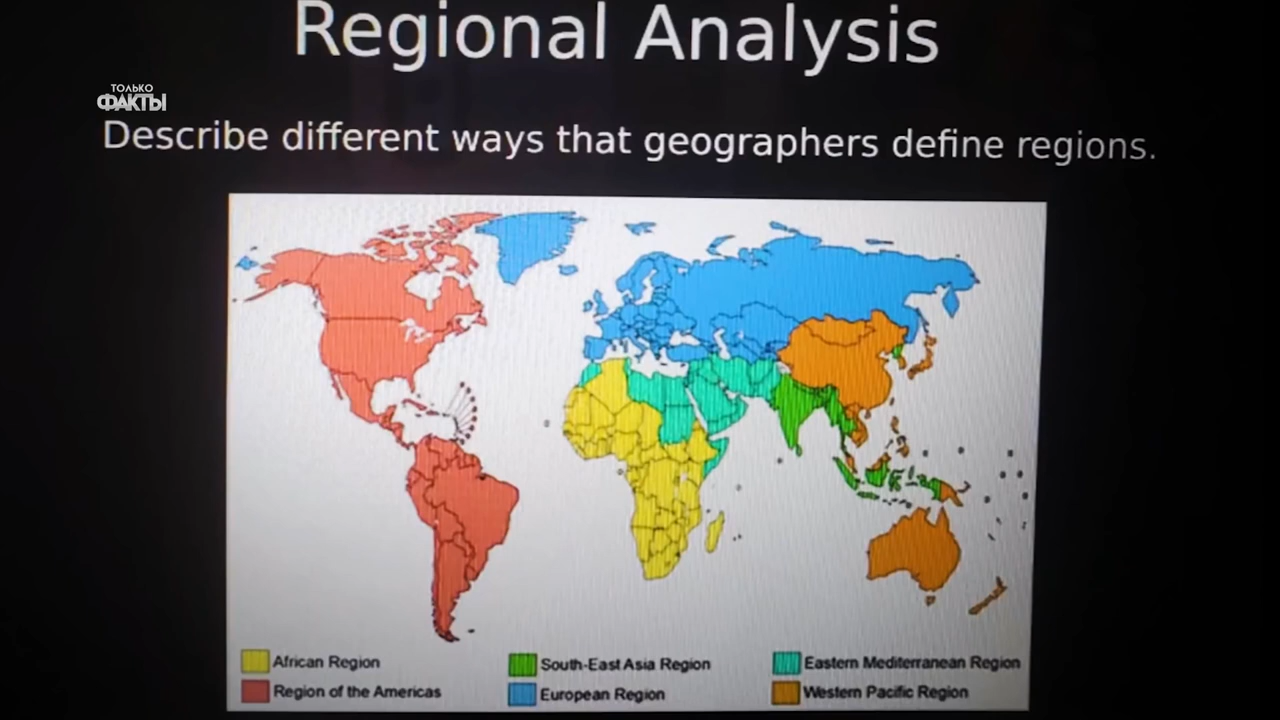 Regional Analysis
ТОЛЬКО
ФАКТЫ
Describe different ways that geographers define regions.
African Region
South-East Asia Region
Eastern Mediterranean Region
Region of the Americas
European Region
Western Pacific Region